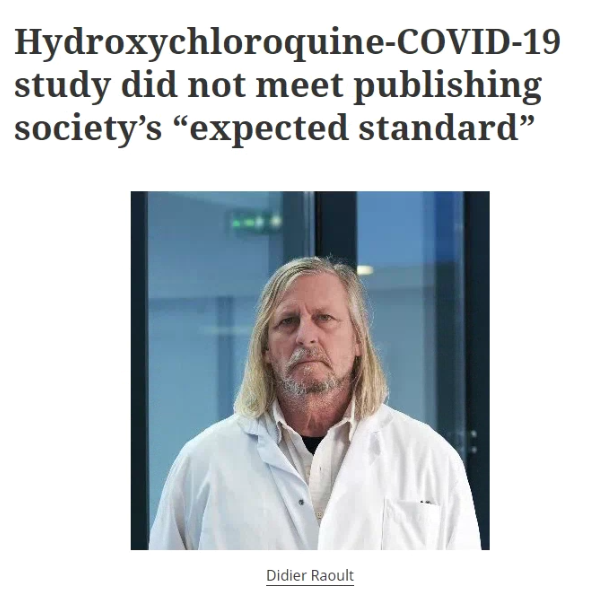 Hydroxychloroquine-COVID-19
study did not meet publishing
society’s “expected standard”
Didier Raoult